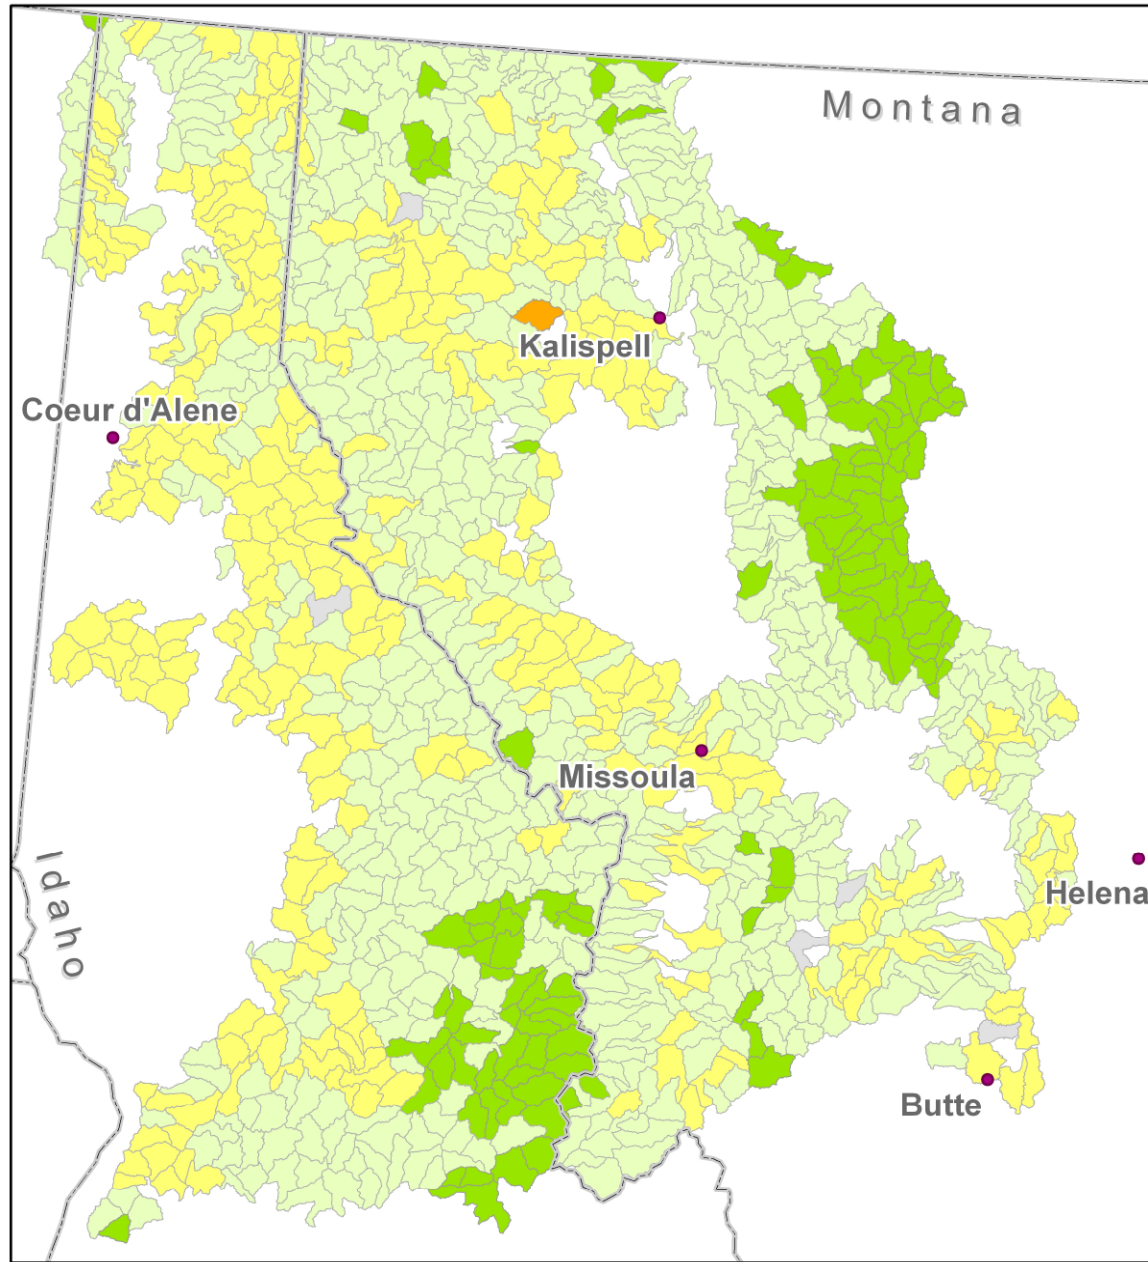 Montana
Kalispell
Coeur d'Alene
Missoula
Idaho
Helena
Butte